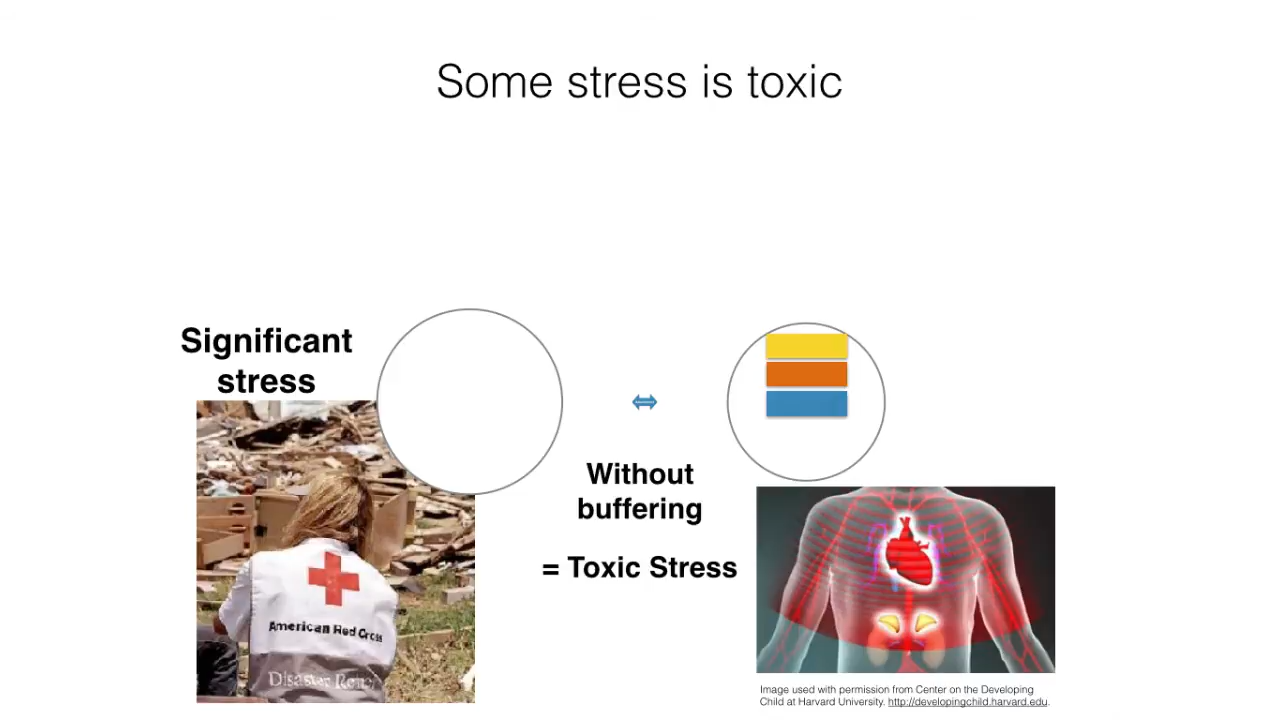 Some stress is toxic
Significant
stress
Without
buffering
= Toxic Stress
American Red Cross
Disaster Relief
Image used with permission from Center on the Developing
Child at Harvard University. http://developingchild.harvard.edu.